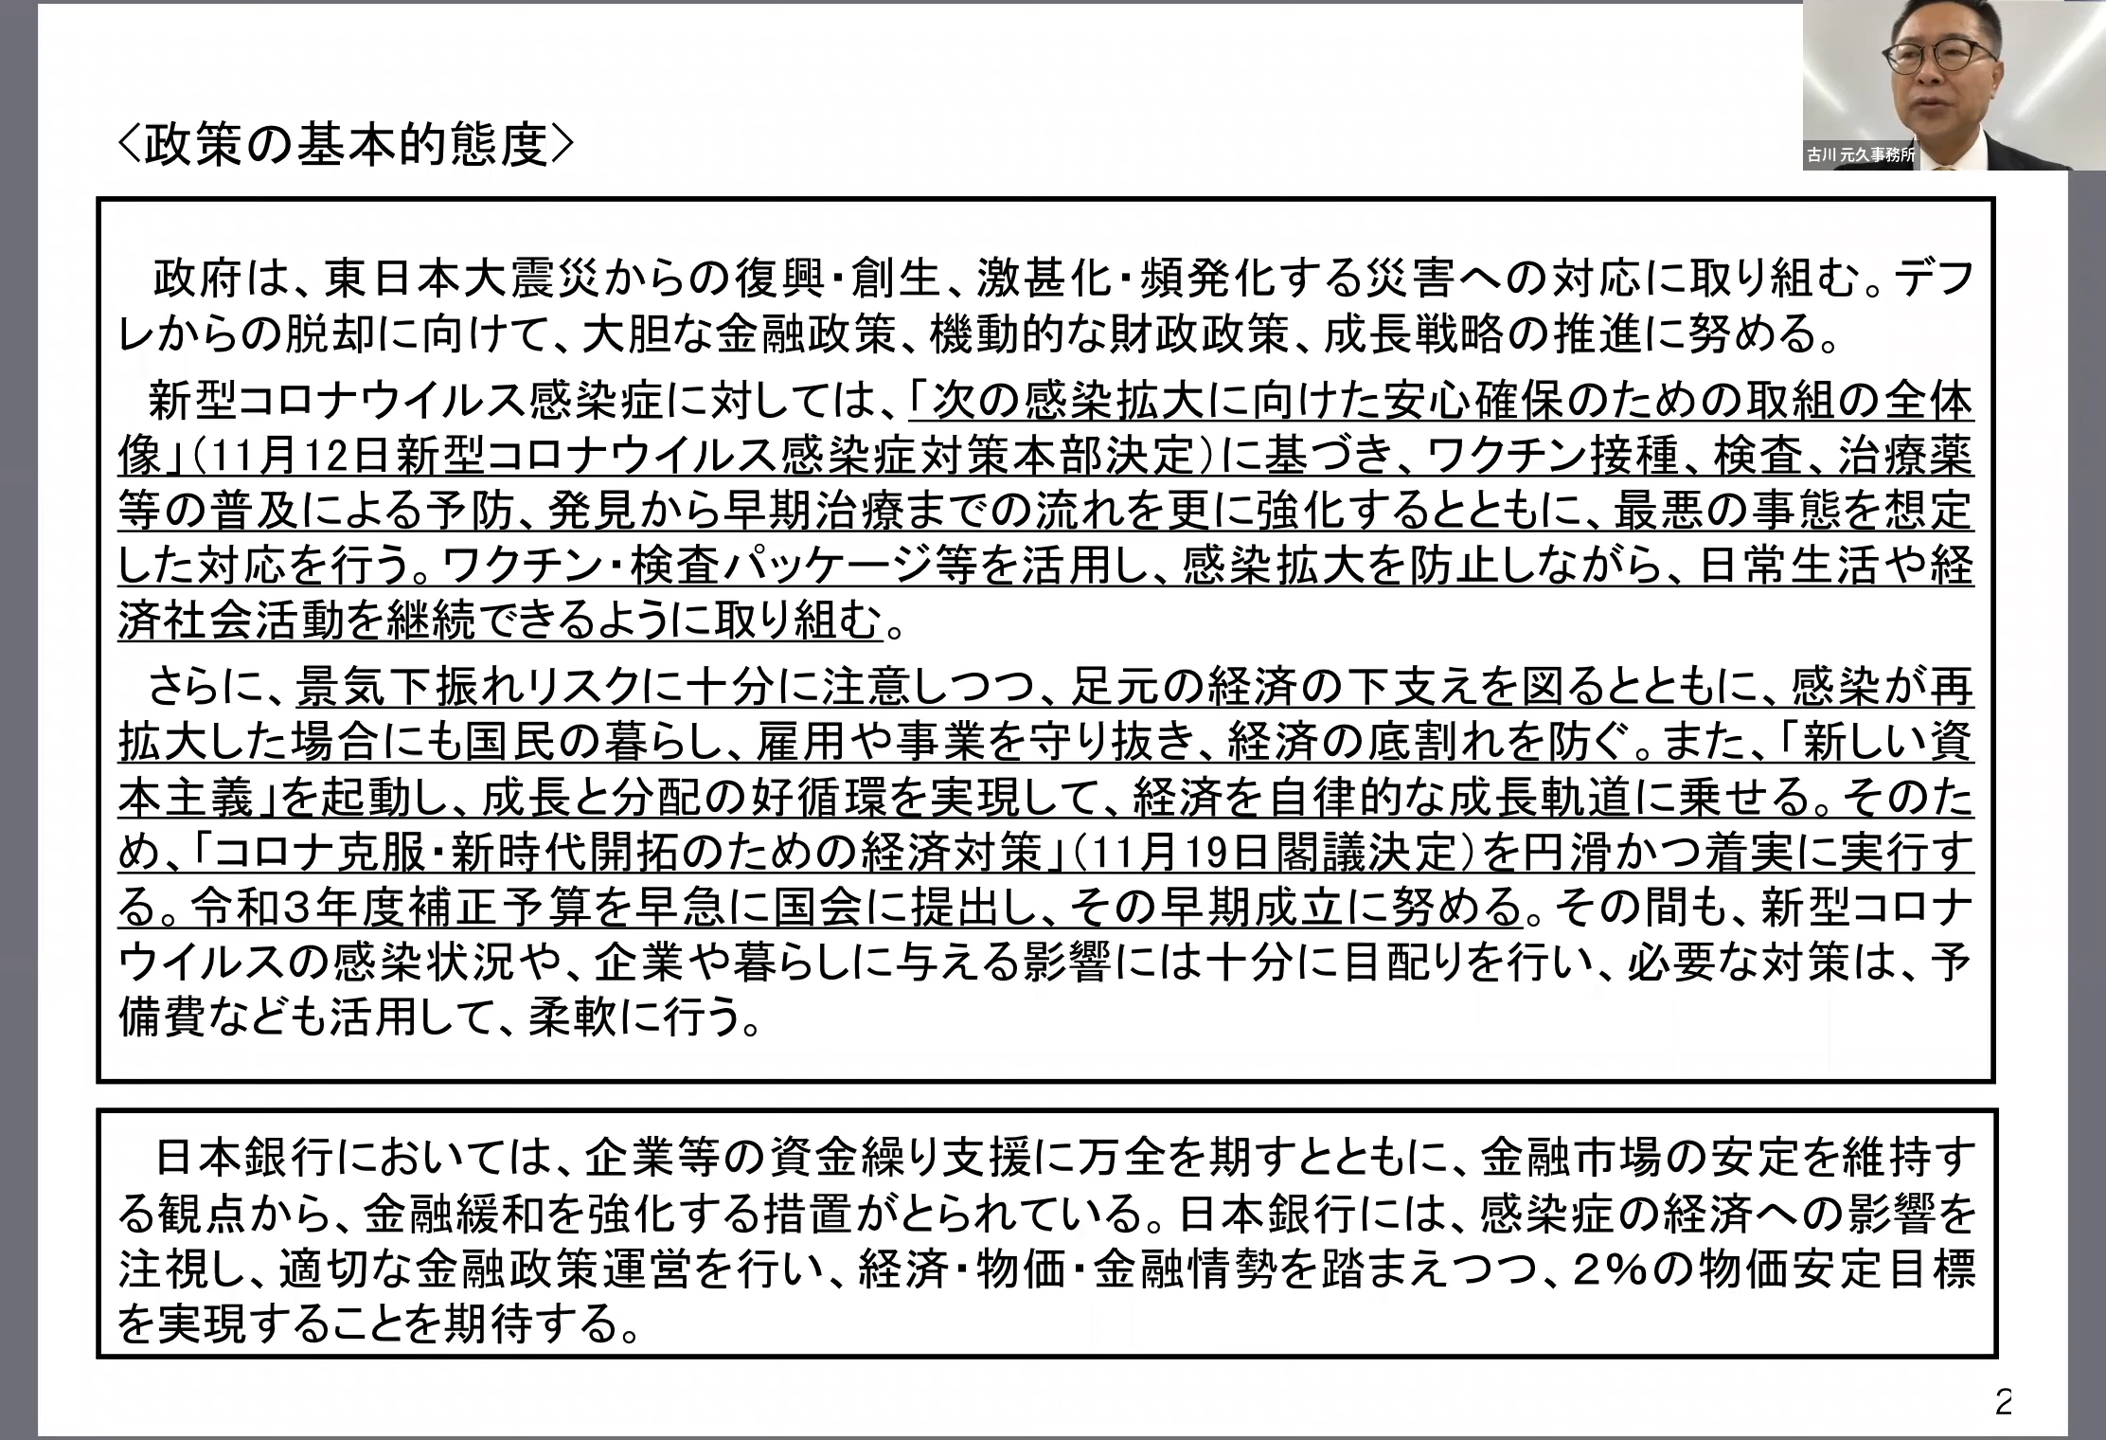 古川 元久事務所
<政策の基本的態度>
政府は、東日本大震災からの復興・創生、激甚化・頻発化する災害への対応に取り組む。デフ
レからの脱却に向けて、大胆な金融政策、機動的な財政政策、成長戦略の推進に努める。
新型コロナウイルス感染症に対しては、「次の感染拡大に向けた安心確保のための取組の全体
像」（11月12日新型コロナウイルス感染症対策本部決定）に基づき、ワクチン接種、検査、治療薬
等の普及による予防、発見から早期治療までの流れを更に強化するとともに、最悪の事態を想定
した対応を行う。ワクチン・検査パッケージ等を活用し、感染拡大を防止しながら、日常生活や経
済社会活動を継続できるように取り組む。
さらに、景気下振れリスクに十分に注意しつつ、足元の経済の下支えを図るとともに、感染が再
拡大した場合にも国民の暮らし、雇用や事業を守り抜き、経済の底割れを防ぐ。また、「新しい資
本主義」を起動し、成長と分配の好循環を実現して、経済を自律的な成長軌道に乗せる。そのた
め、「コロナ克服・新時代開拓のための経済対策」（11月19日閣議決定）を円滑かつ着実に実行す
る。令和３年度補正予算を早急に国会に提出し、その早期成立に努める。その間も、新型コロナ
ウイルスの感染状況や、企業や暮らしに与える影響には十分に目配りを行い、必要な対策は、予
備費なども活用して、柔軟に行う。
日本銀行においては、企業等の資金繰り支援に万全を期すとともに、金融市場の安定を維持す
る観点から、金融緩和を強化する措置がとられている。日本銀行には、感染症の経済への影響を
注視し、適切な金融政策運営を行い、経済・物価・金融情勢を踏まえつつ、２％の物価安定目標
を実現することを期待する。
2